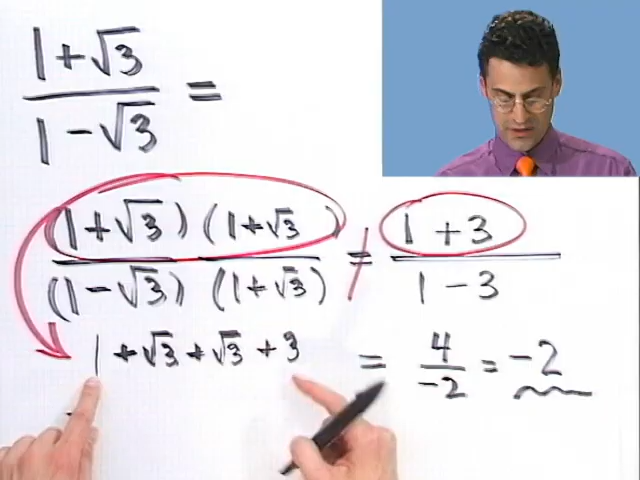 1+√3
1-√3 =
(1+√3) (1+√3) ≠ 1+3
(1-√3) (1+√3) 1-3
1+√3+√3+3 = 4/-2 = -2